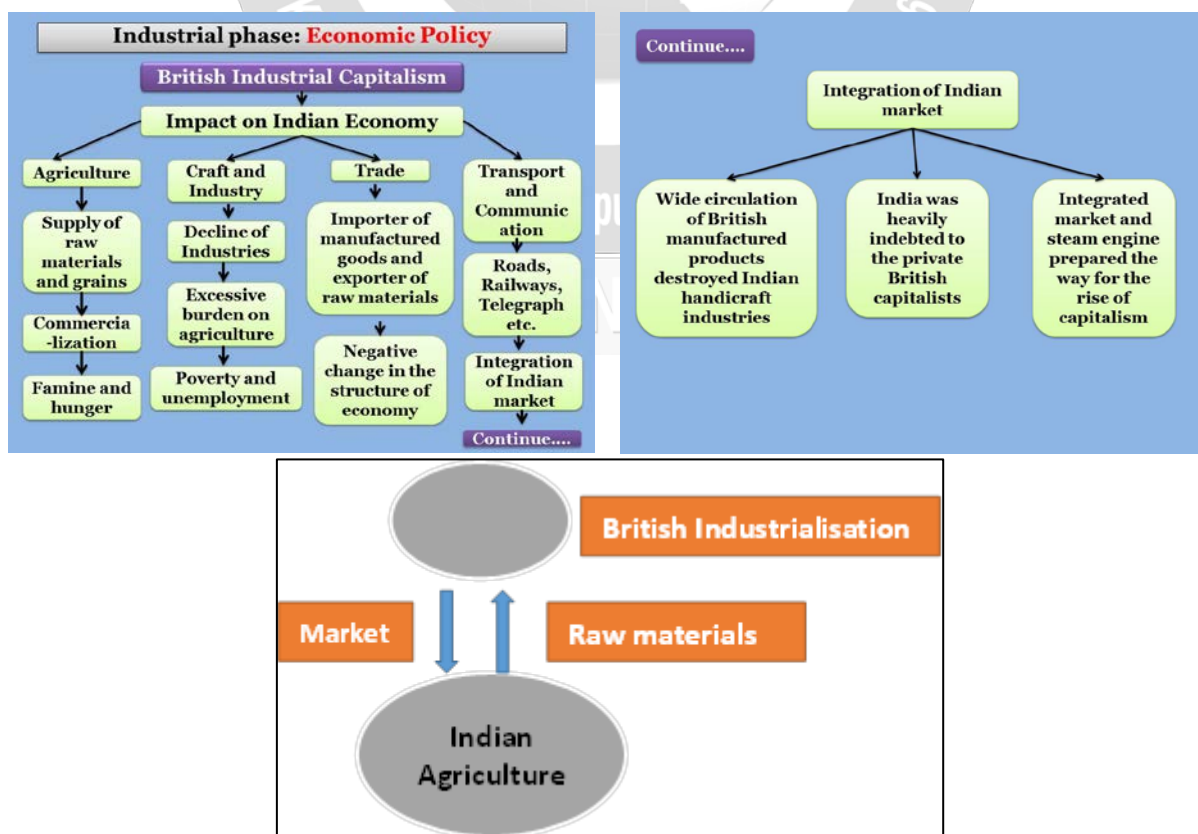 Industrial phase: Economic Policy
British Industrial Capitalism
Impact on Indian Economy
Agriculture
Supply of
raw
materials
and grains
Commercia
-lization
Famine and
hunger
Craft and
Industry
Decline of
Industries
Excessive
burden on
agriculture
Poverty and
unemployment
Trade
Importer of
manufactured
goods and
exporter of
raw materials
Negative
change in the
structure of
economy
Transport
and
Communic
ation
Roads,
Railways,
Telegraph
etc.
Integration
of Indian
market
Continue....
Continue....
Integration of Indian
market
Wide circulation
of British
manufactured
products
destroyed Indian
handicraft
industries
India was
heavily
indebted to
the private
British
capitalists
Integrated
market and
steam engine
prepared the
way for the
rise of
capitalism
British Industrialisation
Market
Raw materials
Indian
Agriculture